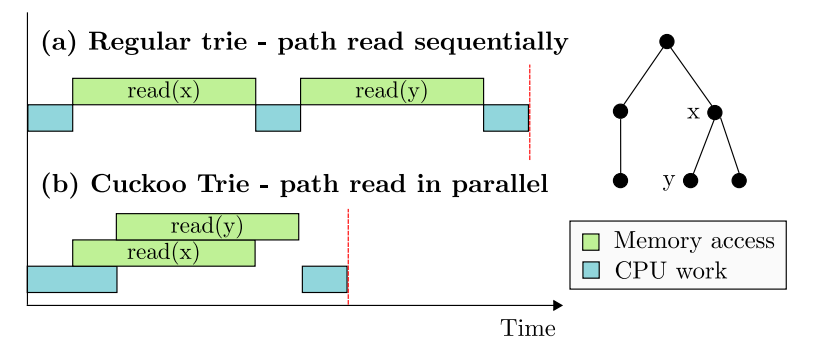 (a) Regular trie - path read sequentially
read(x)
read(y)
(b) Cuckoo Trie - path read in parallel
read(y)
read(x)
Time
x
y
Memory access
CPU work